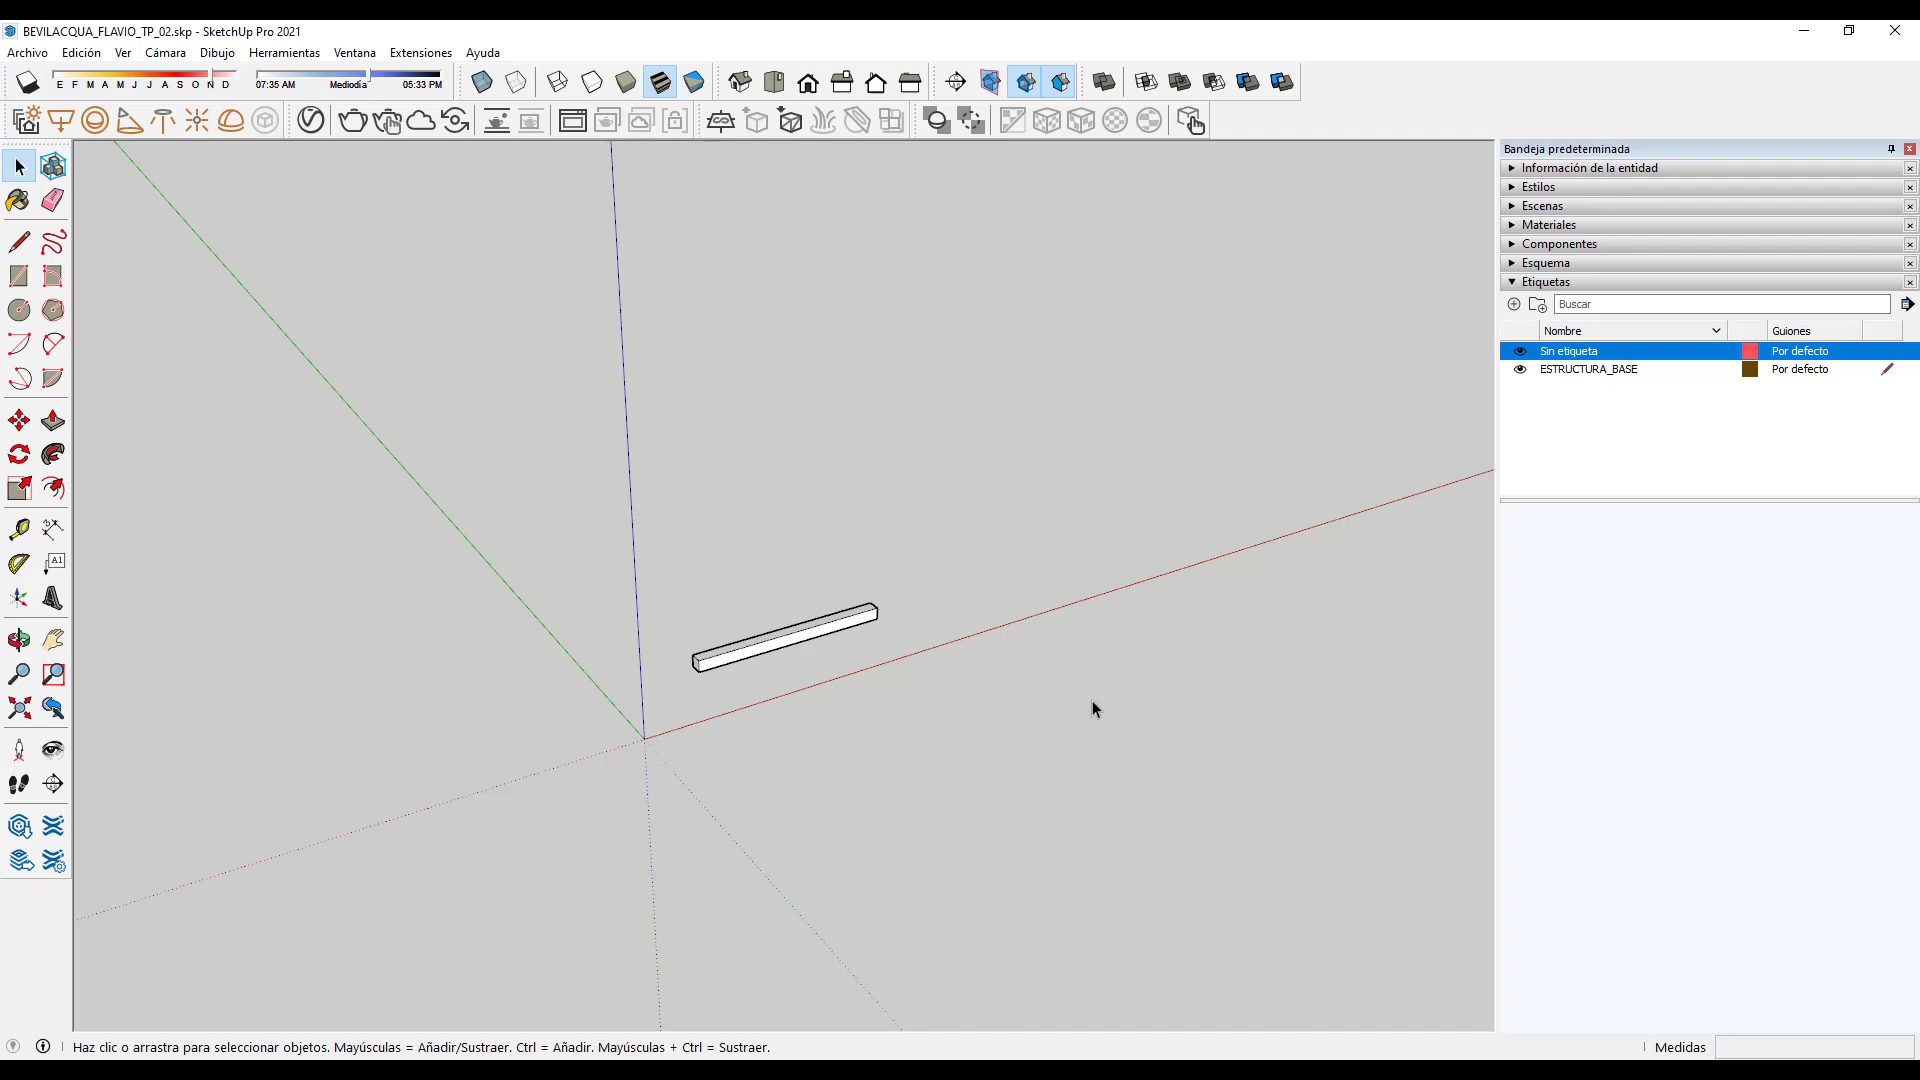 BEVILACQUA_FLAVIO_TP_02.skp - SketchUp Pro 2021
Archivo Edición Ver Cámara Dibujo Herramientas Ventana Extensiones Ayuda
E F M A M J J A S O N D 07:35 AM Mediodía 05:33 PM
Bandeja predeterminada
Información de la entidad
Estilos
Escenas
Materiales
Componentes
Esquema
Etiquetas
Buscar
Nombre Guiones
Sin etiqueta Por defecto
ESTRUCTURA_BASE Por defecto
A1
Haz clic o arrastra para seleccionar objetos. Mayúsculas = Añadir/Sustraer. Ctrl = Añadir. Mayúsculas + Ctrl = Sustraer.
Medidas